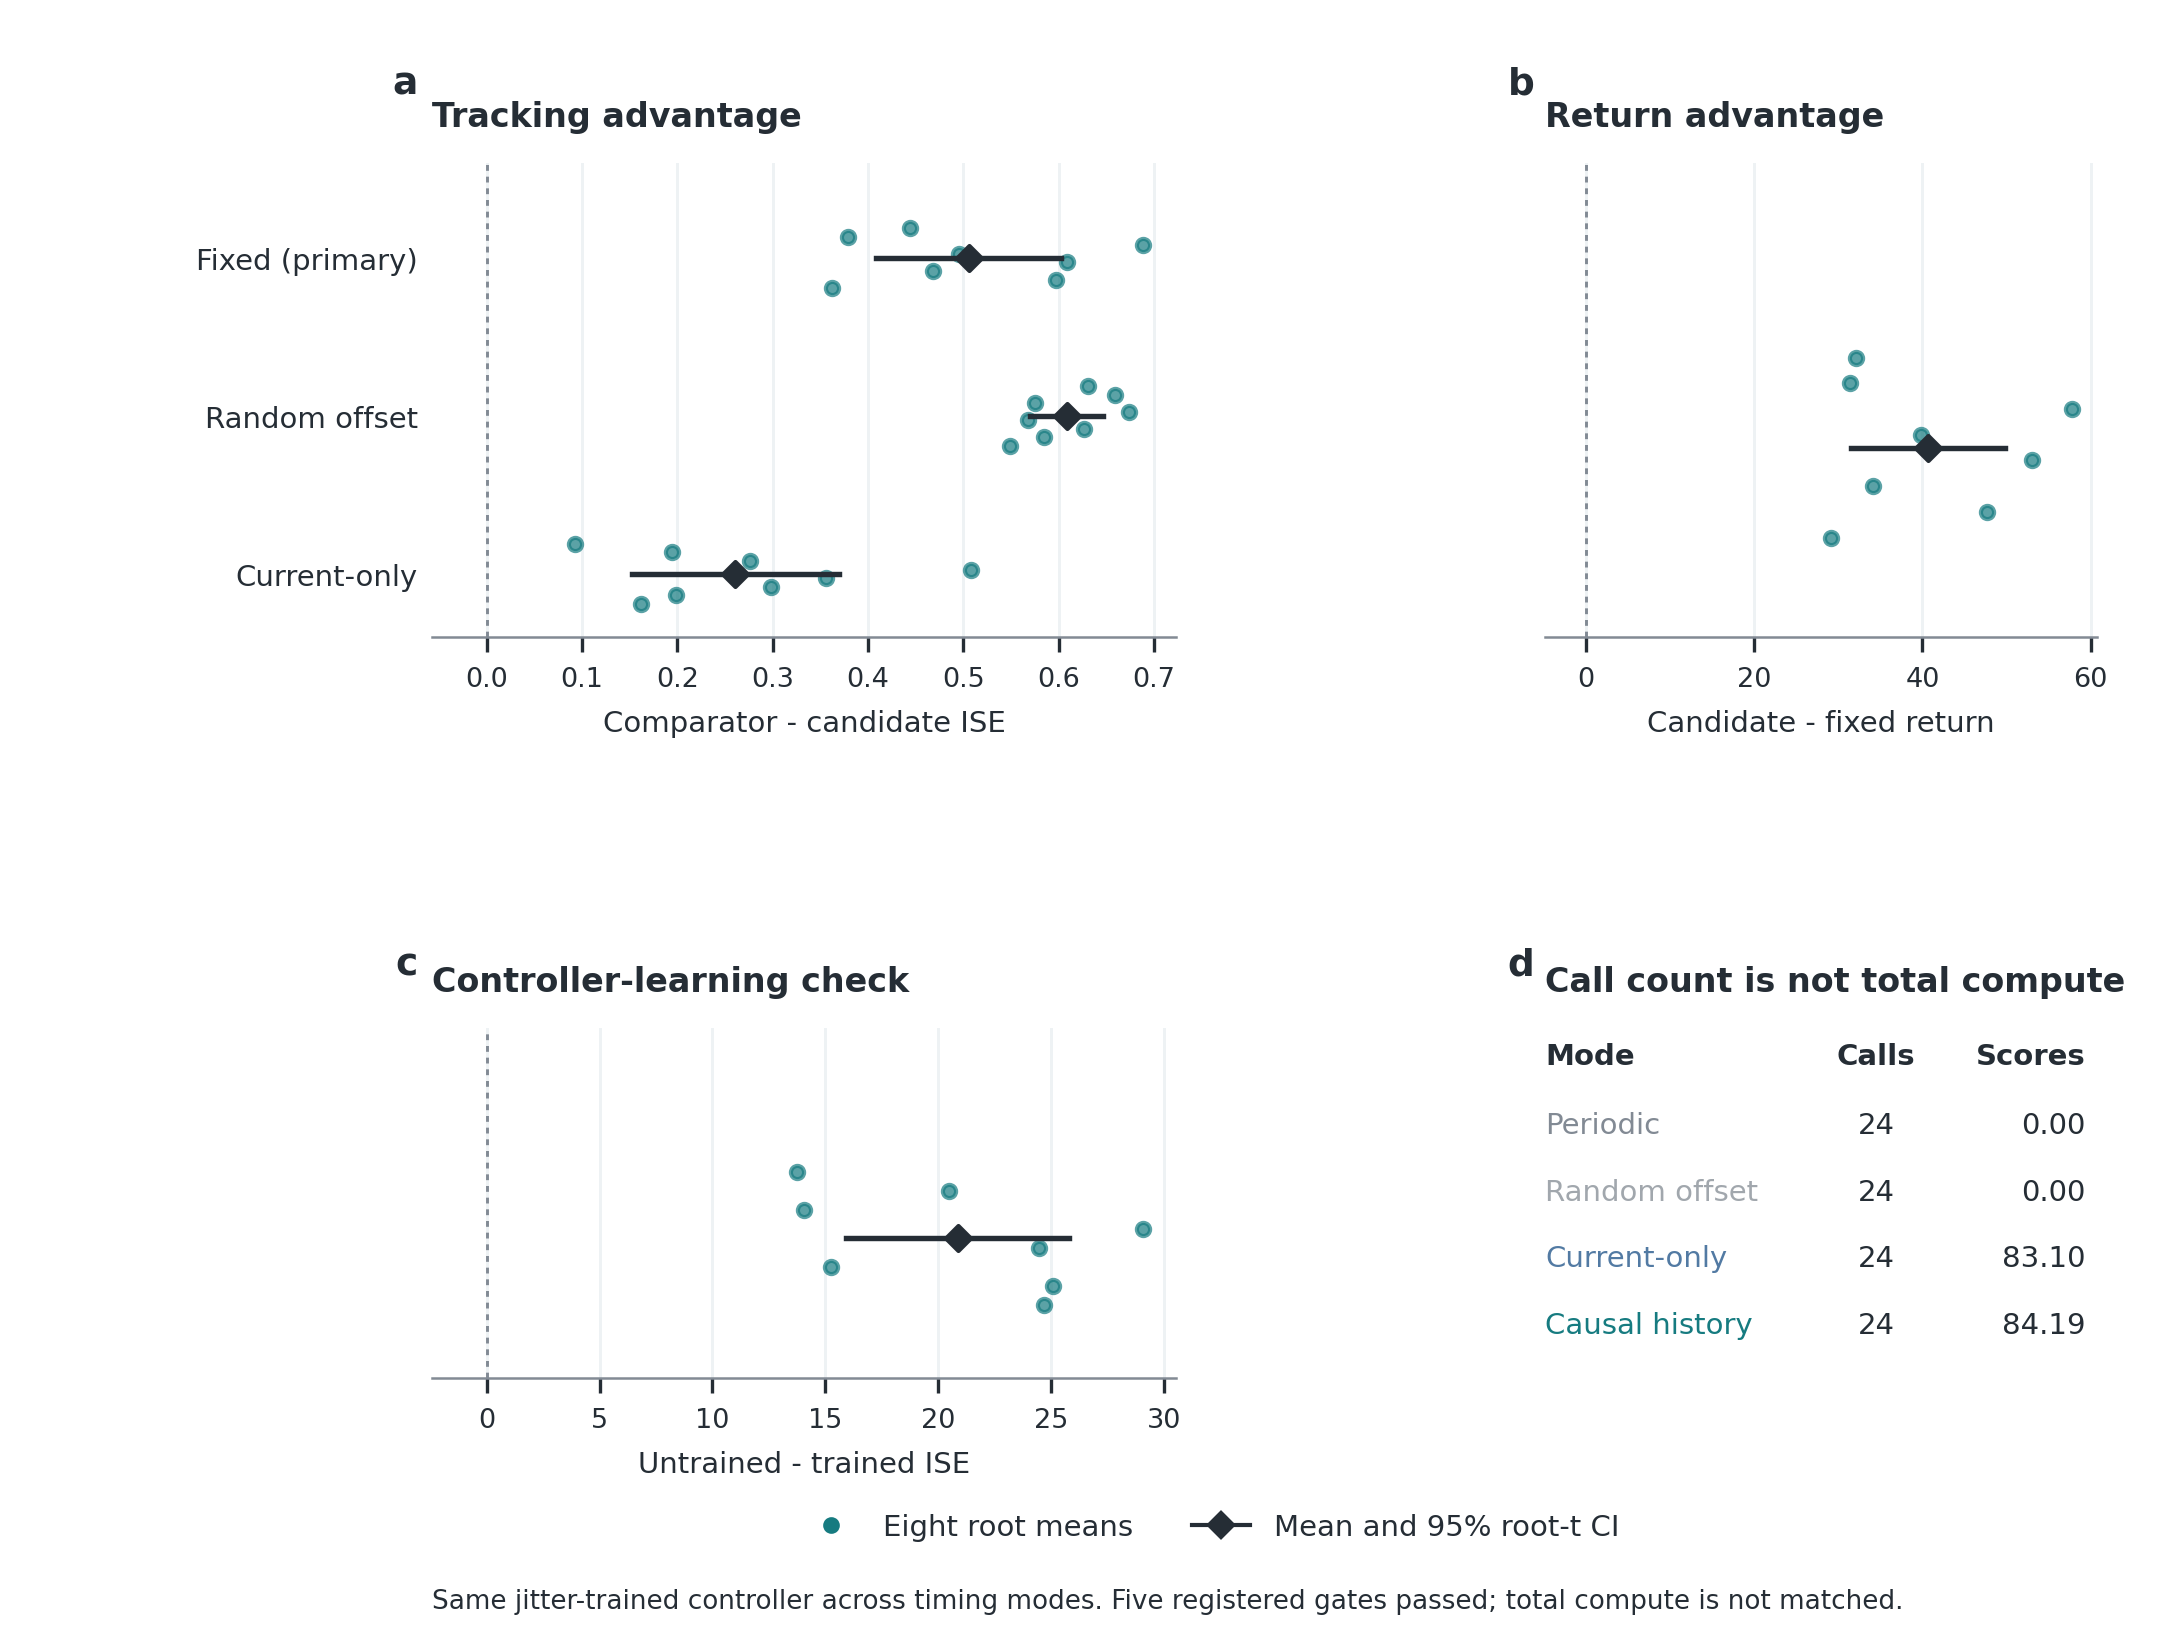 a
Tracking advantage
Fixed (primary)
Random offset
Current-only
0.0 0.1 0.2 0.3 0.4 0.5 0.6 0.7
Comparator - candidate ISE
b
Return advantage
0 20 40 60
Candidate - fixed return
c
Controller-learning check
0 5 10 15 20 25 30
Untrained - trained ISE
d
Call count is not total compute
Mode Calls Scores
Periodic 24 0.00
Random offset 24 0.00
Current-only 24 83.10
Causal history 24 84.19
Eight root means Mean and 95% root-t CI
Same jitter-trained controller across timing modes. Five registered gates passed; total compute is not matched.